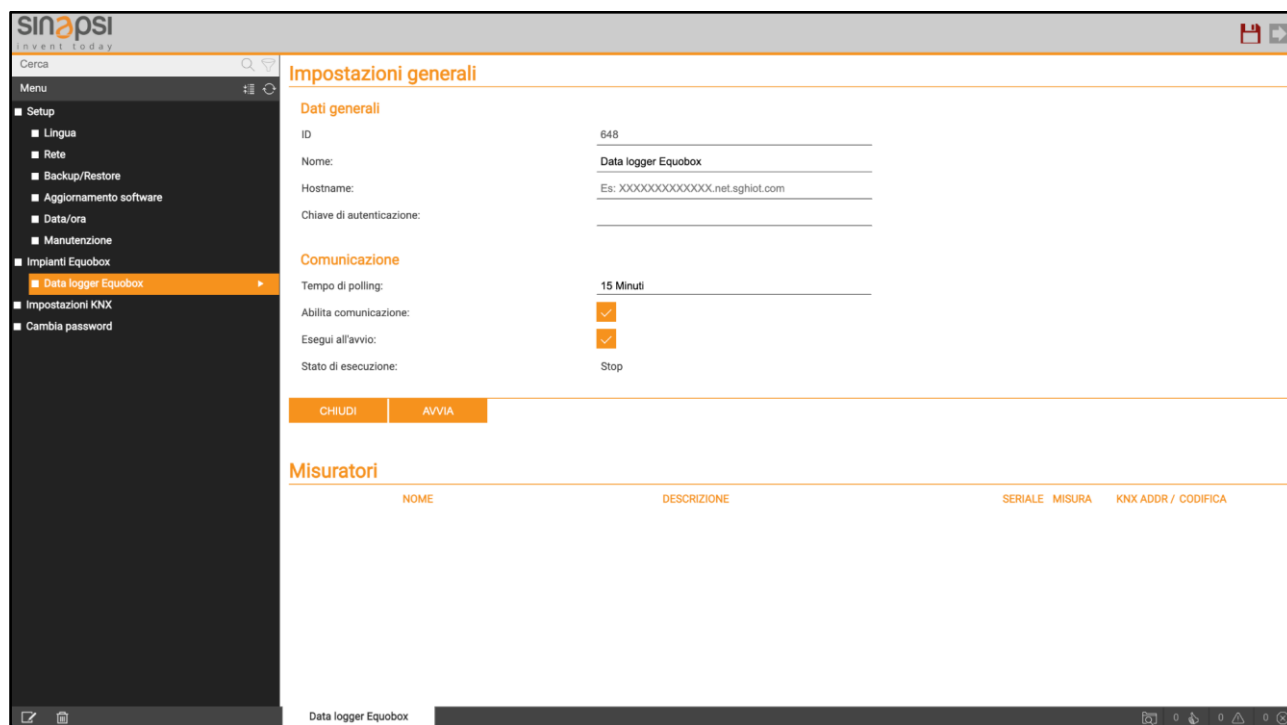 sinapsi
invent today
Cerca
Menu
Setup
Lingua
Rete
Backup/Restore
Aggiornamento software
Data/ora
Manutenzione
Impianti Equobox
Data logger Equobox
Impostazioni KNX
Cambia password
Impostazioni generali
Dati generali
ID 648
Nome: Data logger Equobox
Hostname: Es: XXXXXXXXXXXXX.net.sghiot.com
Chiave di autenticazione:
Comunicazione
Tempo di polling: 15 Minuti
Abilita comunicazione:
Esegui all'avvio:
Stato di esecuzione: Stop
CHIUDI AVVIA
Misuratori
NOME DESCRIZIONE SERIALE MISURA KNX ADDR / CODIFICA
Data logger Equobox 0 0 0